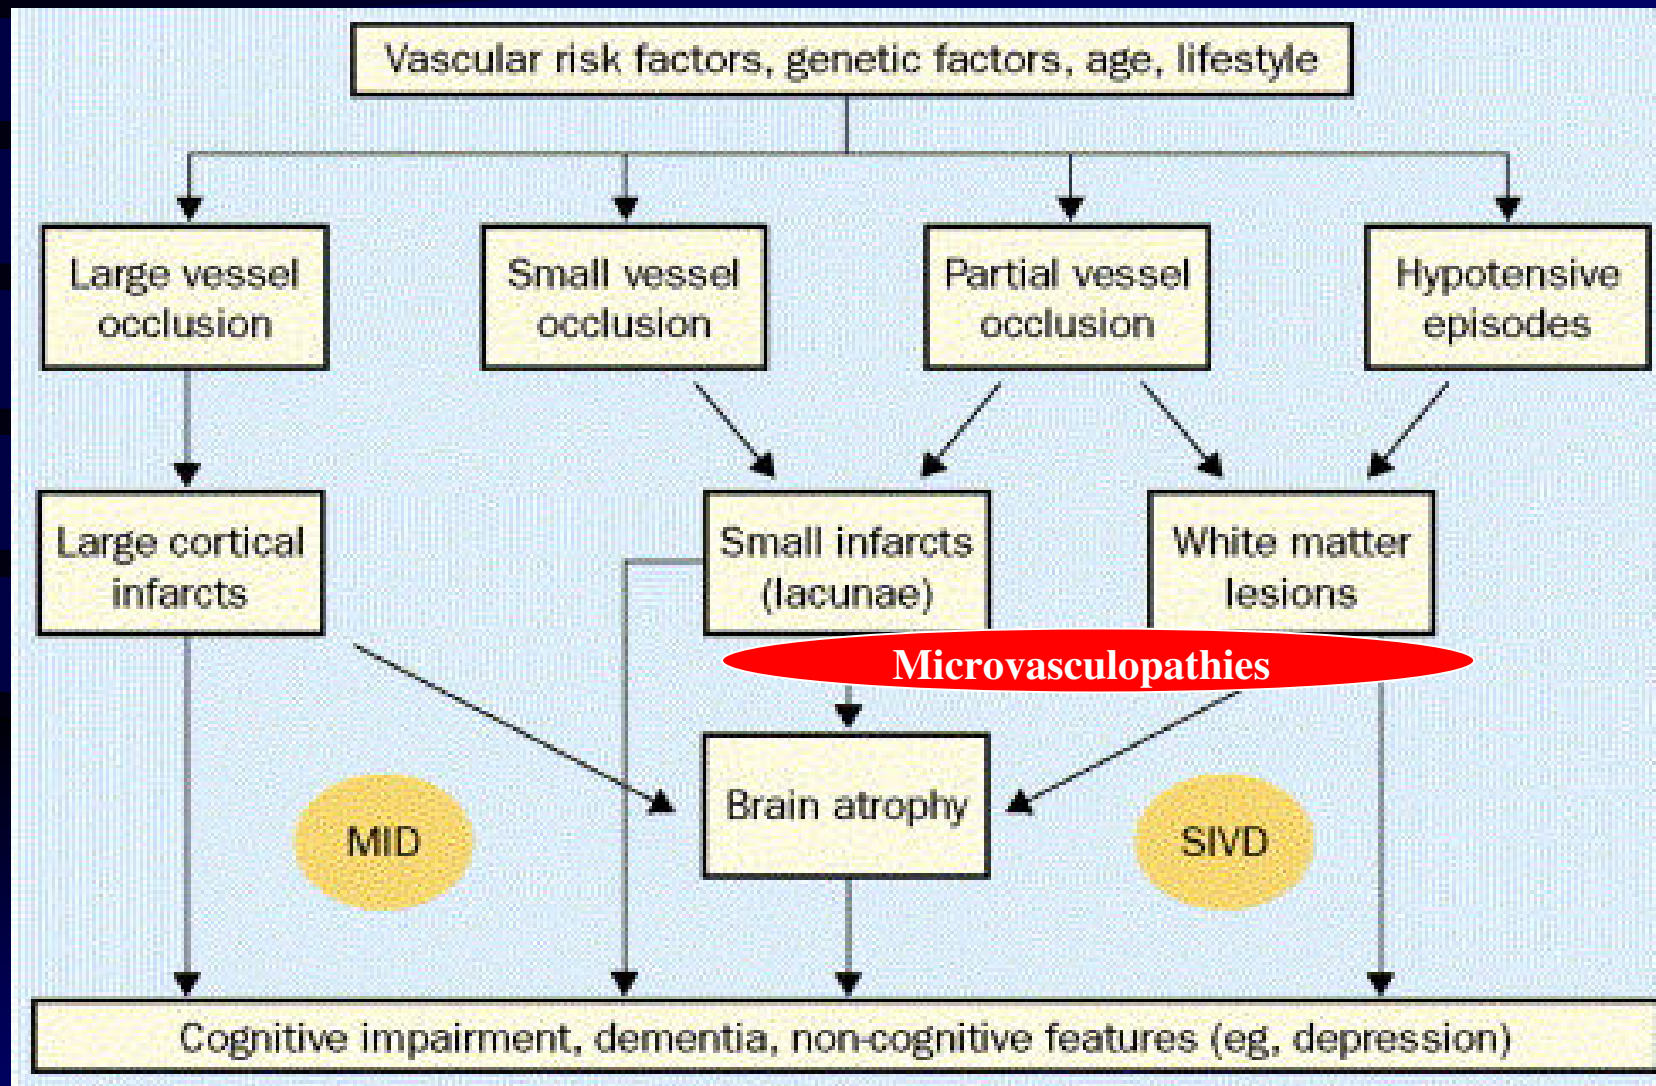 Vascular risk factors, genetic factors, age, lifestyle
Large vessel
occlusion
Small vessel
occlusion
Partial vessel
occlusion
Hypotensive
episodes
Large cortical
infarcts
Small infarcts
(lacunae)
White matter
lesions
Microvasculopathies
Brain atrophy
MID
SIVD
Cognitive impairment, dementia, non-cognitive features (eg, depression)